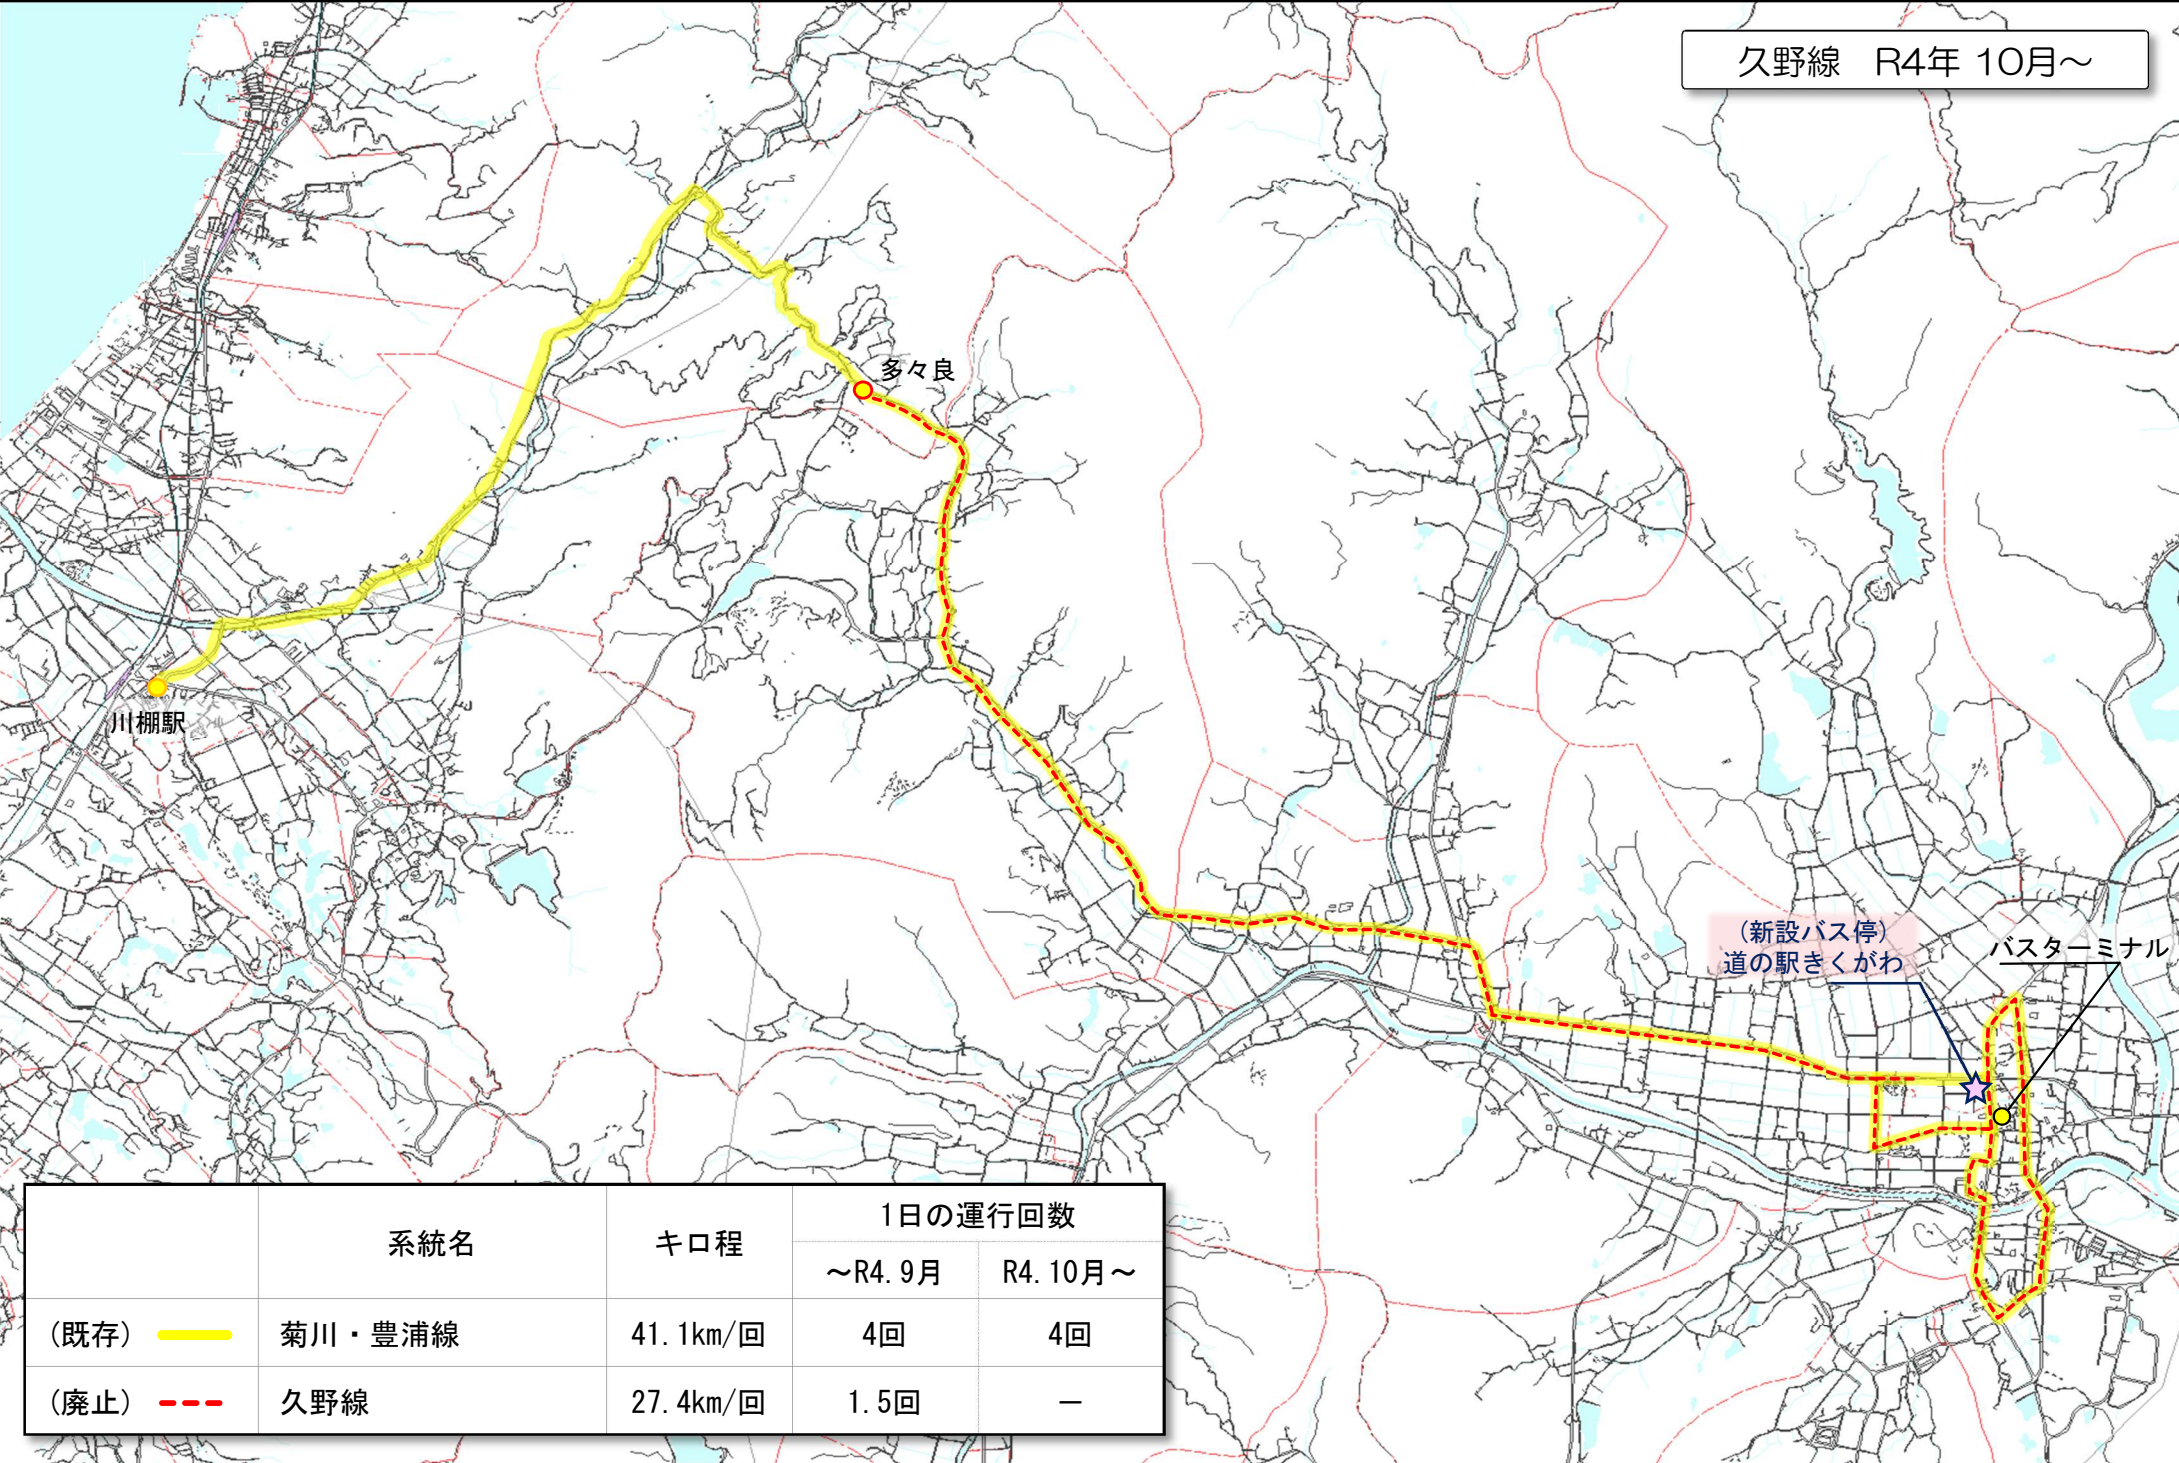 久野線　R4年 10月～
多々良
川棚駅
(新設バス停)
道の駅きくがわ
バスターミナル
系統名
キロ程
1日の運行回数
～R4.9月
R4.10月～
(既存)
菊川・豊浦線
41.1km/回
4回
4回
(廃止)
久野線
27.4km/回
1.5回
－